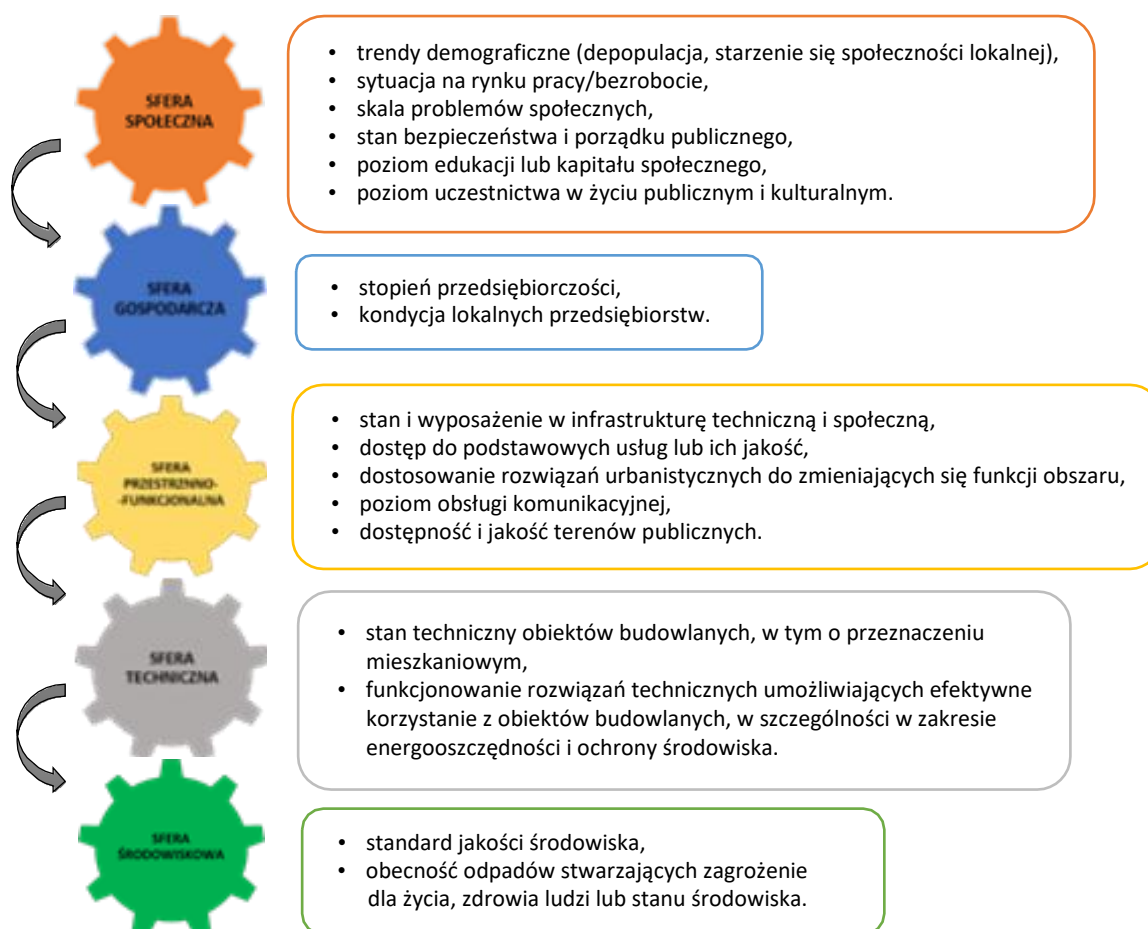 SFERA
SPOŁECZNA
• trendy demograficzne (depopulacja, starzenie się społeczności lokalnej),
• sytuacja na rynku pracy/bezrobocie,
• skala problemów społecznych,
• stan bezpieczeństwa i porządku publicznego,
• poziom edukacji lub kapitału społecznego,
• poziom uczestnictwa w życiu publicznym i kulturalnym.
SFERA
GOSPODARCZA
• stopień przedsiębiorczości,
• kondycja lokalnych przedsiębiorstw.
SFERA
PRZESTRZNNO-
-FUNKCJONALNA
• stan i wyposażenie w infrastrukturę techniczną i społeczną,
• dostęp do podstawowych usług lub ich jakość,
• dostosowanie rozwiązań urbanistycznych do zmieniających się funkcji obszaru,
• poziom obsługi komunikacyjnej,
• dostępność i jakość terenów publicznych.
SFERA
TECHNICZNA
• stan techniczny obiektów budowlanych, w tym o przeznaczeniu
mieszkaniowym,
• funkcjonowanie rozwiązań technicznych umożliwiających efektywne
korzystanie z obiektów budowlanych, w szczególności w zakresie
energooszczędności i ochrony środowiska.
SFERA
ŚRODOWISKOWA
• standard jakości środowiska,
• obecność odpadów stwarzających zagrożenie
dla życia, zdrowia ludzi lub stanu środowiska.